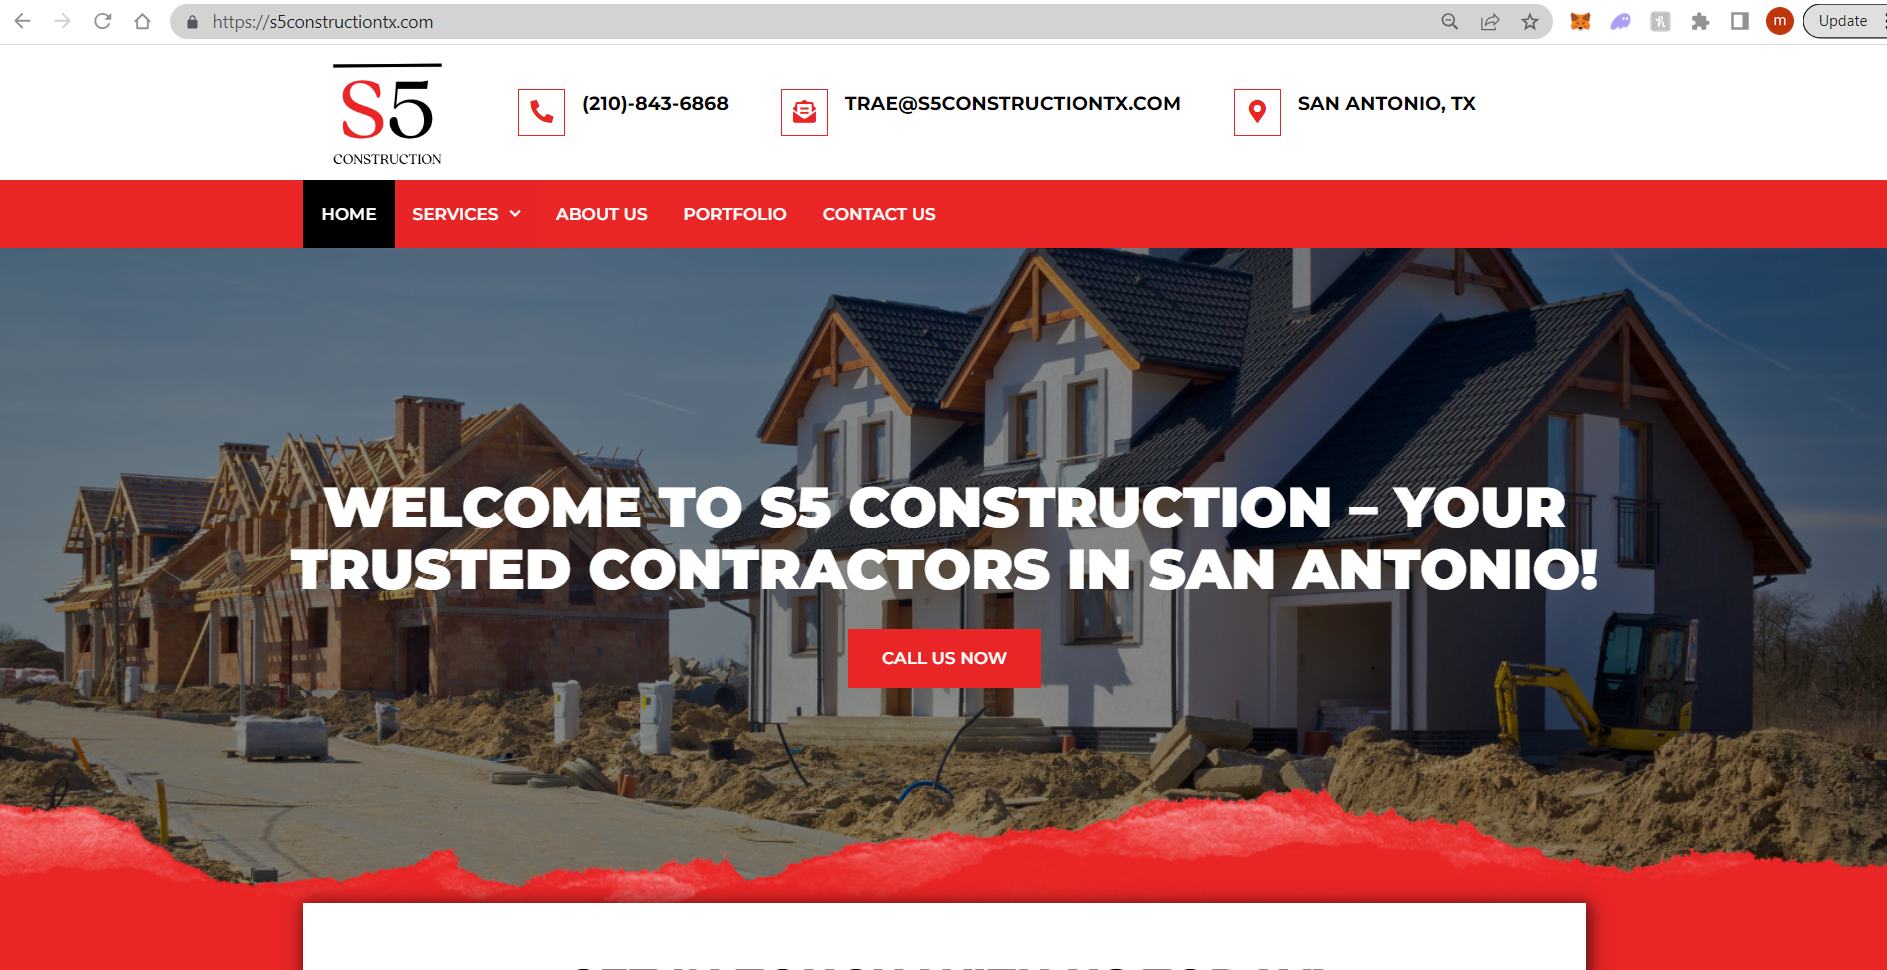 https://s5constructiontx.com
m
Update
S5
CONSTRUCTION
(210)-843-6868
TRAE@S5CONSTRUCTIONTX.COM
SAN ANTONIO, TX
HOME
SERVICES
ABOUT US
PORTFOLIO
CONTACT US
WELCOME TO S5 CONSTRUCTION – YOUR
TRUSTED CONTRACTORS IN SAN ANTONIO!
CALL US NOW